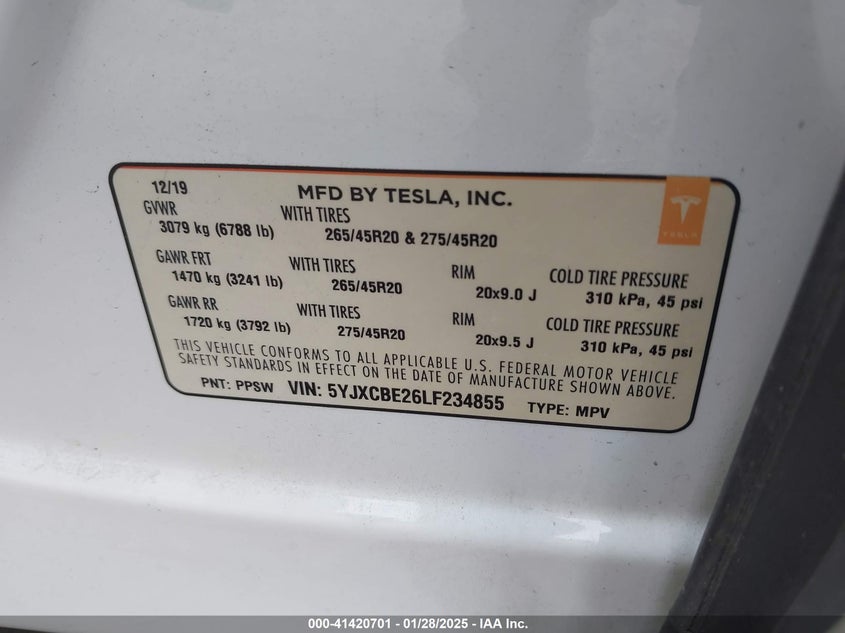 12/19 MFD BY TESLA, INC.
GVWR WITH TIRES
3079 kg (6788 lb) 265/45R20 & 275/45R20
GAWR FRT WITH TIRES RIM COLD TIRE PRESSURE
1470 kg (3241 lb) 265/45R20 20x9.0 J 310 kPa, 45 psi
GAWR RR WITH TIRES RIM COLD TIRE PRESSURE
1720 kg (3792 lb) 275/45R20 20x9.5 J 310 kPa, 45 psi
THIS VEHICLE CONFORMS TO ALL APPLICABLE U.S. FEDERAL MOTOR VEHICLE
SAFETY STANDARDS IN EFFECT ON THE DATE OF MANUFACTURE SHOWN ABOVE.
PNT: PPSW VIN: 5YJXCBE26LF234855 TYPE: MPV
TESLA
000-41420701 - 01/28/2025 - IAA Inc.